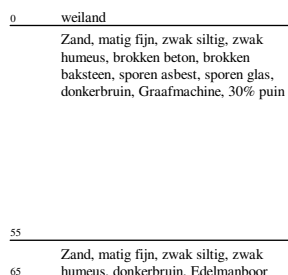 0 weiland
Zand, matig fijn, zwak siltig, zwak
humeus, brokken beton, brokken
baksteen, sporen asbest, sporen glas,
donkerbruin, Graafmachine, 30% puin
55
Zand, matig fijn, zwak siltig, zwak
65 humeus, donkerbruin, Edelmanboor